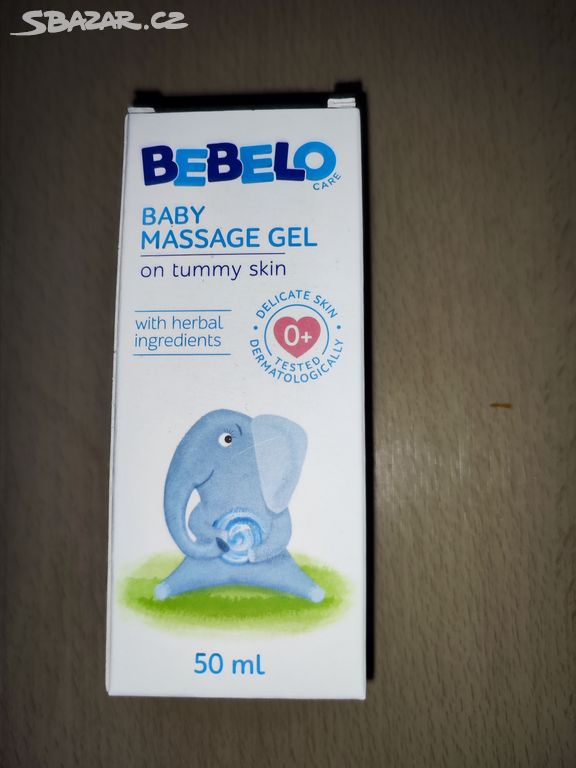 SBAZAR.CZ
BEBELO
CARE
BABY
MASSAGE GEL
on tummy skin
with herbal
ingredients
• DELICATE SKIN •
0+
TESTED
DERMATOLOGICALLY
50 ml